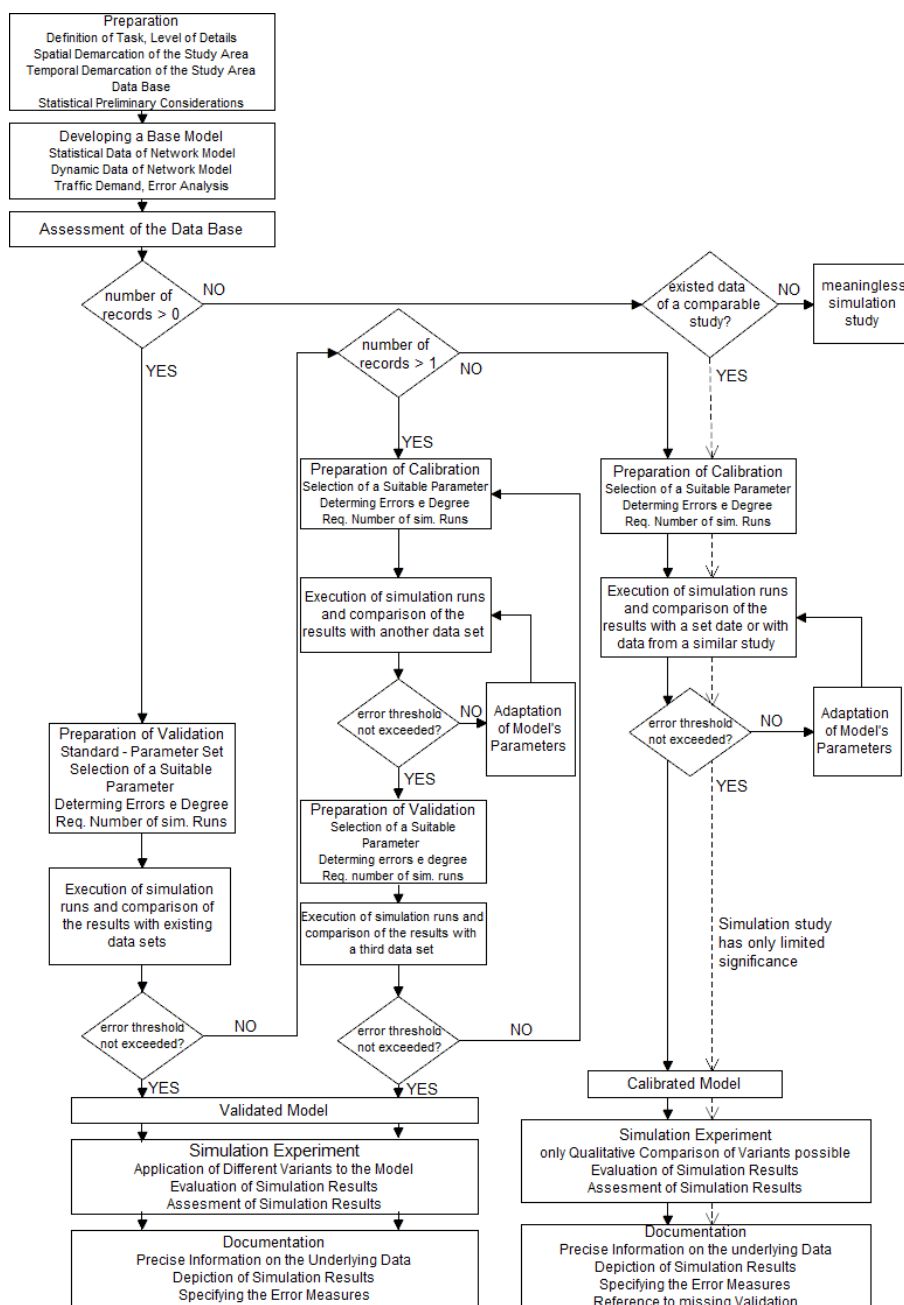 Preparation
Definition of Task, Level of Details
Spatial Demarcation of the Study Area
Temporal Demarcation of the Study Area
Data Base
Statistical Preliminary Considerations
Developing a Base Model
Statistical Data of Network Model
Dynamic Data of Network Model
Traffic Demand, Error Analysis
Assessment of the Data Base
number of
records > 0
NO
YES
existed data
of a comparable
study?
NO
YES
meaningless
simulation
study
number of
records > 1
NO
YES
Preparation of Calibration
Selection of a Suitable Parameter
Determing Errors e Degree
Req. Number of sim. Runs
Execution of simulation runs
and comparison of the
results with another data set
error threshold
not exceeded?
NO
YES
Adaptation
of Model's
Parameters
Preparation of Calibration
Selection of a Suitable Parameter
Determing Errors e Degree
Req. Number of sim. Runs
Execution of simulation runs
and comparison of the
results with a set date or with
data from a similar study
error threshold
not exceeded?
NO
YES
Adaptation
of Model's
Parameters
Preparation of Validation
Standard - Parameter Set
Selection of a Suitable
Parameter
Determing Errors e Degree
Req. Number of sim. Runs
Execution of simulation
runs and comparison of
the results with existing
data sets
error threshold
not exceeded?
NO
YES
Preparation of Validation
Selection of a Suitable
Parameter
Determing errors e degree
Req. number of sim. runs
Execution of simulation runs and
comparison of the results with
a third data set
error threshold
not exceeded?
NO
YES
Simulation study
has only limited
significance
Validated Model
Calibrated Model
Simulation Experiment
Application of Different Variants to the Model
Evaluation of Simulation Results
Assesment of Simulation Results
Simulation Experiment
only Qualitative Comparison of Variants possible
Evaluation of Simulation Results
Assesment of Simulation Results
Documentation
Precise Information on the Underlying Data
Depiction of Simulation Results
Specifying the Error Measures
Documentation
Precise Information on the underlying Data
Depiction of Simulation Results
Specifying the Error Measures
Reference to missing Validation